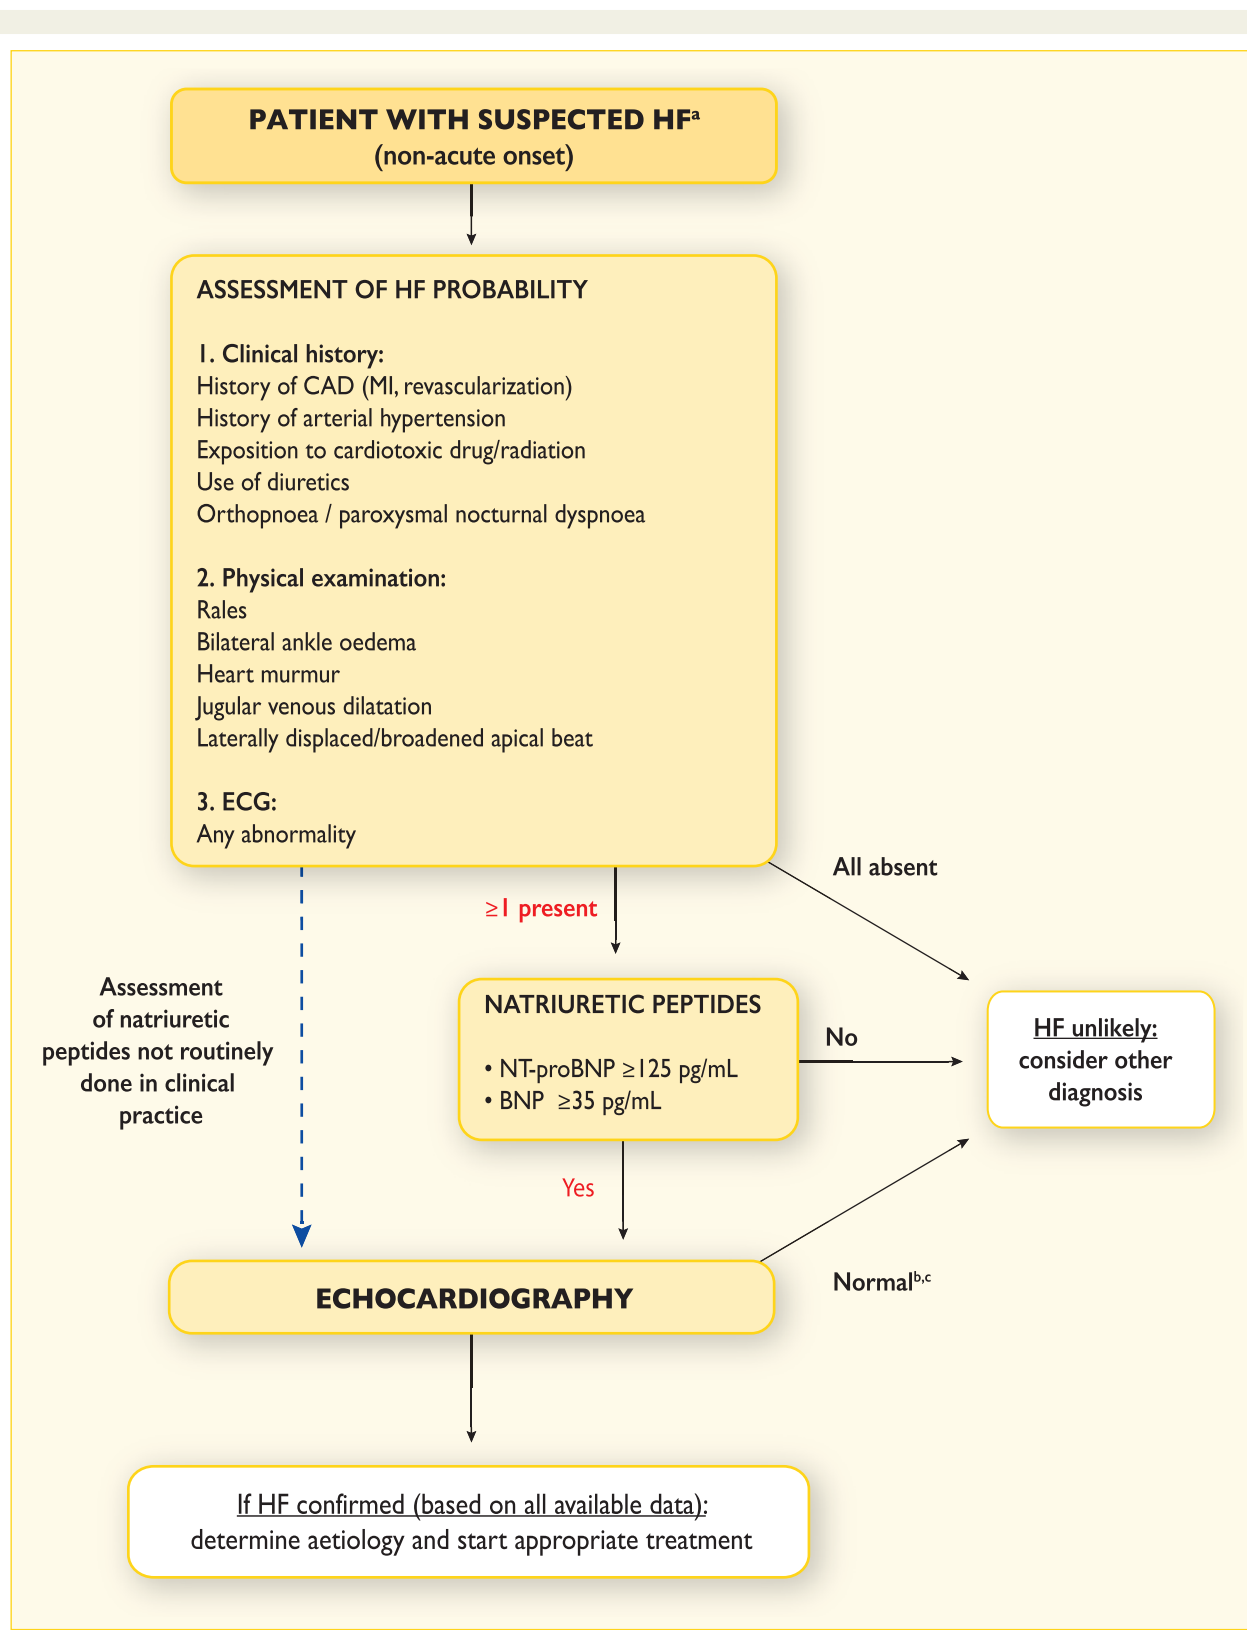 PATIENT WITH SUSPECTED HFᵃ
(non-acute onset)
ASSESSMENT OF HF PROBABILITY
1. Clinical history:
History of CAD (MI, revascularization)
History of arterial hypertension
Exposition to cardiotoxic drug/radiation
Use of diuretics
Orthopnoea / paroxysmal nocturnal dyspnoea
2. Physical examination:
Rales
Bilateral ankle oedema
Heart murmur
Jugular venous dilatation
Laterally displaced/broadened apical beat
3. ECG:
Any abnormality
All absent
≥1 present
Assessment
of natriuretic
peptides not routinely
done in clinical
practice
NATRIURETIC PEPTIDES
• NT-proBNP ≥125 pg/mL
• BNP ≥35 pg/mL
No
HF unlikely:
consider other
diagnosis
Yes
Normalᵇ,ᶜ
ECHOCARDIOGRAPHY
If HF confirmed (based on all available data):
determine aetiology and start appropriate treatment